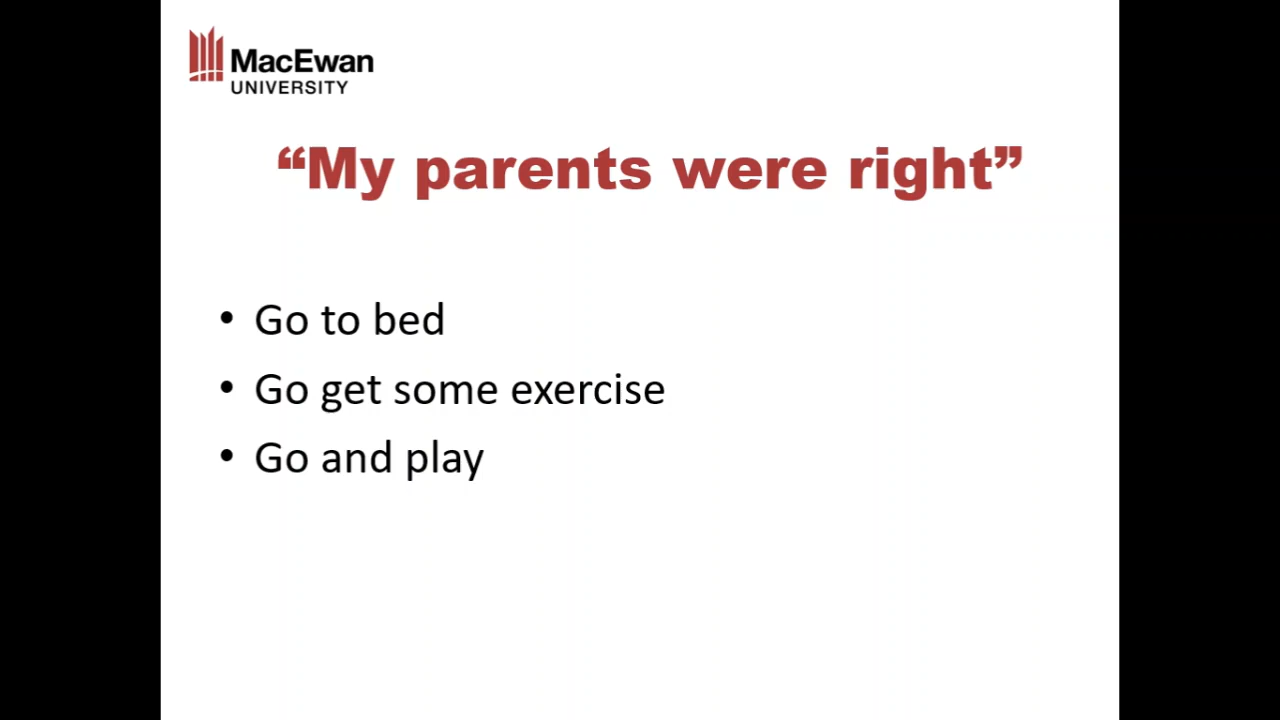 MacEwan
UNIVERSITY
“My parents were right”
• Go to bed
• Go get some exercise
• Go and play